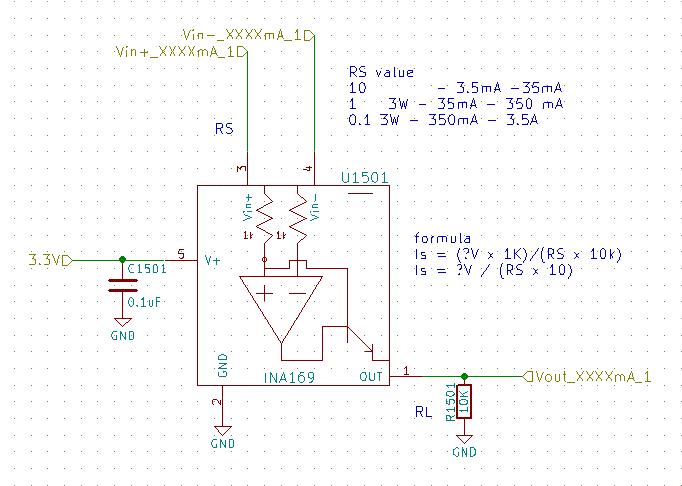 Vin-_XXXXmA_1
Vin+_XXXXmA_1
RS value
10 - 3.5mA -35mA
1 3W - 35mA - 350 mA
0.1 3W - 350mA - 3.5A
RS
3
4
U1501
Vin+
Vin-
1k
1k
formula
Is = (?V x 1K)/(RS x 10k)
Is = ?V / (RS x 10)
3.3V
5
V+
C1501
0.1uF
GND
+
-
GND
INA169
OUT
1
Vout_XXXXmA_1
2
RL
R1501
10K
GND
GND